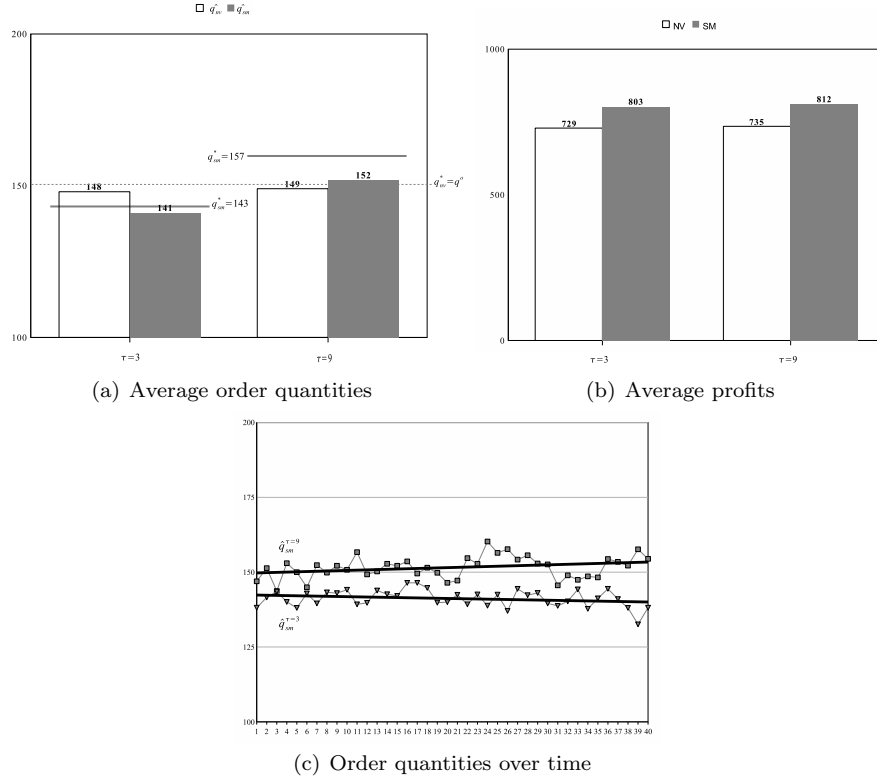 q̂nv q̂sm
200
150
100
q*sm=157
q*nv=qo
148
149
152
q*sm=143
141
τ=3
τ=9
(a) Average order quantities
NV SM
1000
500
0
729
803
735
812
τ=3
τ=9
(b) Average profits
200
175
150
125
100
q̂τ=9sm
q̂τ=3sm
1 2 3 4 5 6 7 8 9 10 11 12 13 14 15 16 17 18 19 20 21 22 23 24 25 26 27 28 29 30 31 32 33 34 35 36 37 38 39 40
(c) Order quantities over time